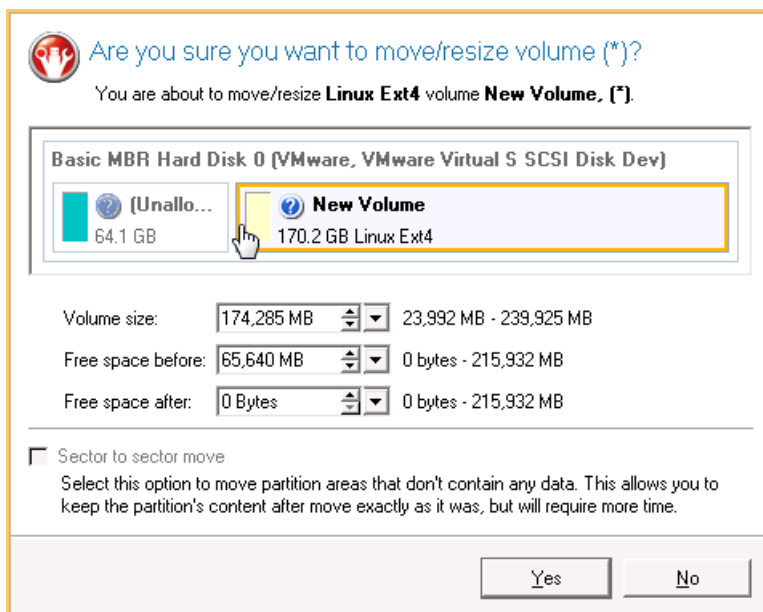 Are you sure you want to move/resize volume (*)?
You are about to move/resize Linux Ext4 volume New Volume, (*).
Basic MBR Hard Disk 0 (VMware, VMware Virtual S SCSI Disk Dev)
(Unallo...
64.1 GB
New Volume
170.2 GB Linux Ext4
Volume size: 174,285 MB 23,992 MB - 239,925 MB
Free space before: 65,640 MB 0 bytes - 215,932 MB
Free space after: 0 Bytes 0 bytes - 215,932 MB
Sector to sector move
Select this option to move partition areas that don't contain any data. This allows you to
keep the partition's content after move exactly as it was, but will require more time.
Yes No